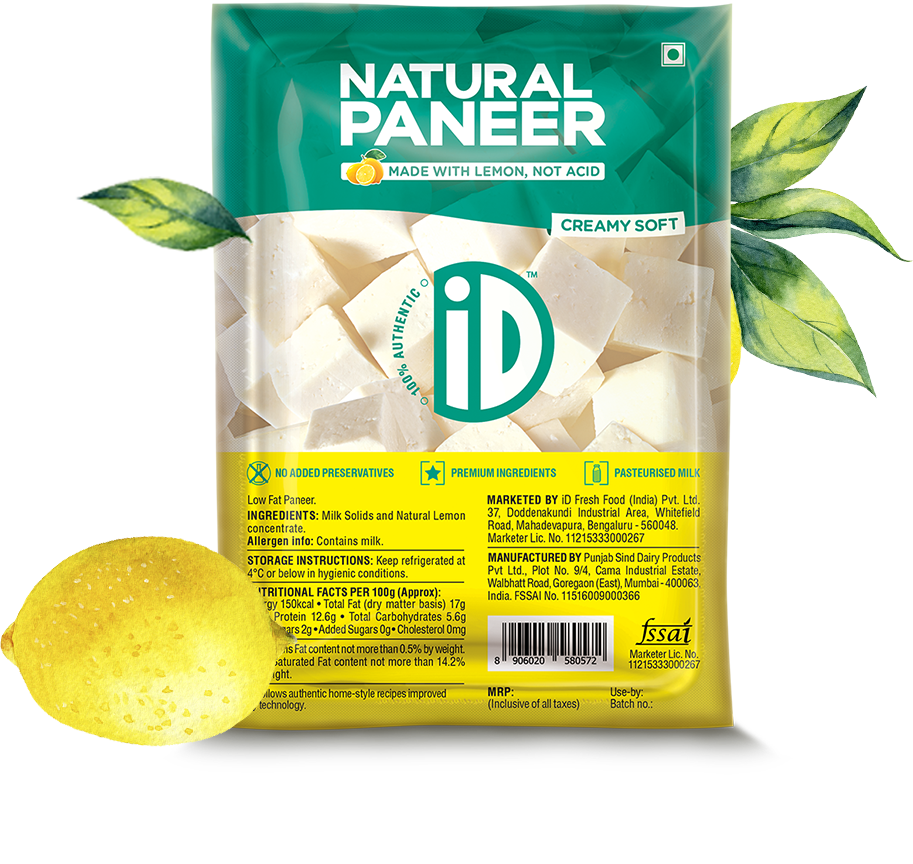 NATURAL
PANEER
MADE WITH LEMON, NOT ACID
CREAMY SOFT
100% AUTHENTIC
iD™
NO ADDED PRESERVATIVES
PREMIUM INGREDIENTS
PASTEURISED MILK
Low Fat Paneer.
INGREDIENTS: Milk Solids and Natural Lemon
concentrate.
Allergen info: Contains milk.
STORAGE INSTRUCTIONS: Keep refrigerated at
4°C or below in hygienic conditions.
FACTS PER 100g (Approx):
150kcal • Total Fat (dry matter basis) 17g
Protein 12.6g • Total Carbohydrates 5.6g
2g • Added Sugars 0g • Cholesterol 0mg
Fat content not more than 0.5% by weight.
Fat content not more than 14.2%
authentic home-style recipes improved
technology.
MARKETED BY iD Fresh Food (India) Pvt. Ltd.
37, Doddenakundi Industrial Area, Whitefield
Road, Mahadevapura, Bengaluru - 560048.
Marketer Lic. No. 11215333000267
MANUFACTURED BY Punjab Sind Dairy Products
Pvt Ltd., Plot No. 9/4, Cama Industrial Estate,
Walbhatt Road, Goregaon (East), Mumbai - 400063,
India. FSSAI No. 11516009000366
8 906020 580572
fssai
Marketer Lic. No.
11215333000267
MRP:
(Inclusive of all taxes)
Use-by:
Batch no.: